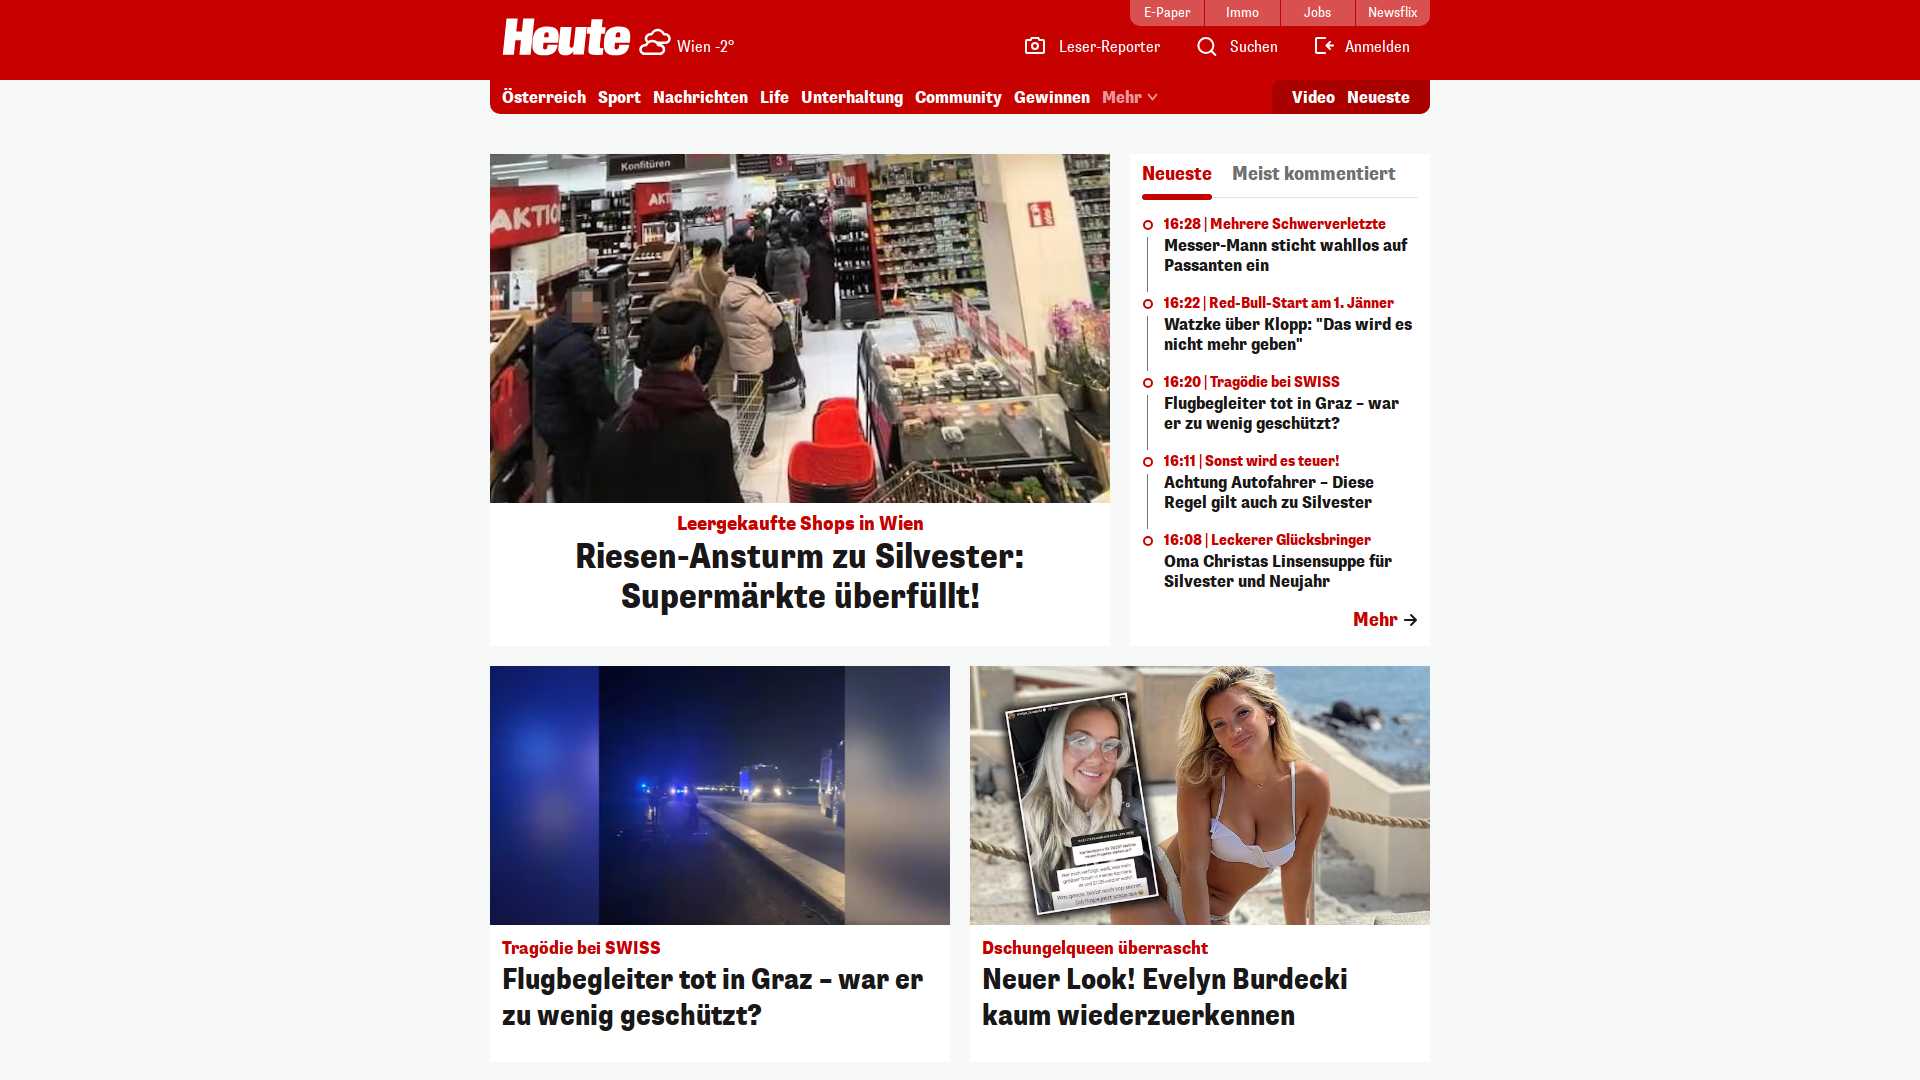 E-Paper
Immo
Jobs
Newsflix
Heute
Wien -2°
Leser-Reporter
Suchen
Anmelden
Österreich
Sport
Nachrichten
Life
Unterhaltung
Community
Gewinnen
Mehr
Video
Neueste
Konfitüren
3
AKTIO
AKT
Leergekaufte Shops in Wien
Riesen-Ansturm zu Silvester:
Supermärkte überfüllt!
Neueste
Meist kommentiert
16:28 | Mehrere Schwerverletzte
Messer-Mann sticht wahllos auf
Passanten ein
16:22 | Red-Bull-Start am 1. Jänner
Watzke über Klopp: "Das wird es
nicht mehr geben"
16:20 | Tragödie bei SWISS
Flugbegleiter tot in Graz – war
er zu wenig geschützt?
16:11 | Sonst wird es teuer!
Achtung Autofahrer – Diese
Regel gilt auch zu Silvester
16:08 | Leckerer Glücksbringer
Oma Christas Linsensuppe für
Silvester und Neujahr
Mehr
Tragödie bei SWISS
Flugbegleiter tot in Graz – war er
zu wenig geschützt?
Dschungelqueen überrascht
Neuer Look! Evelyn Burdecki
kaum wiederzuerkennen